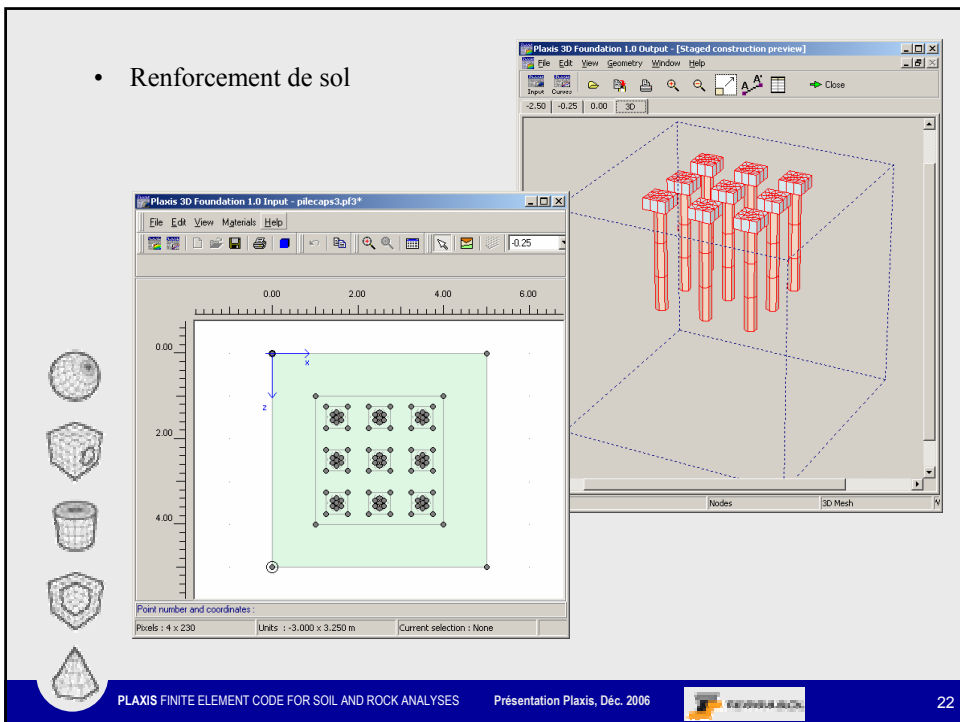 • Renforcement de sol
Plaxis 3D Foundation 1.0 Output - [Staged construction preview]
File Edit View Geometry Window Help
Input Curves A A' Close
-2.50 -0.25 0.00 3D
Nodes 3D Mesh
Plaxis 3D Foundation 1.0 Input - pilecaps3.pf3*
File Edit View Materials Help
-0.25
0.00 2.00 4.00 6.00
0.00
x
z
2.00
4.00
Point number and coordinates :
Pixels : 4 x 230 Units : -3.000 x 3.250 m Current selection : None
PLAXIS FINITE ELEMENT CODE FOR SOIL AND ROCK ANALYSES Présentation Plaxis, Déc. 2006 22